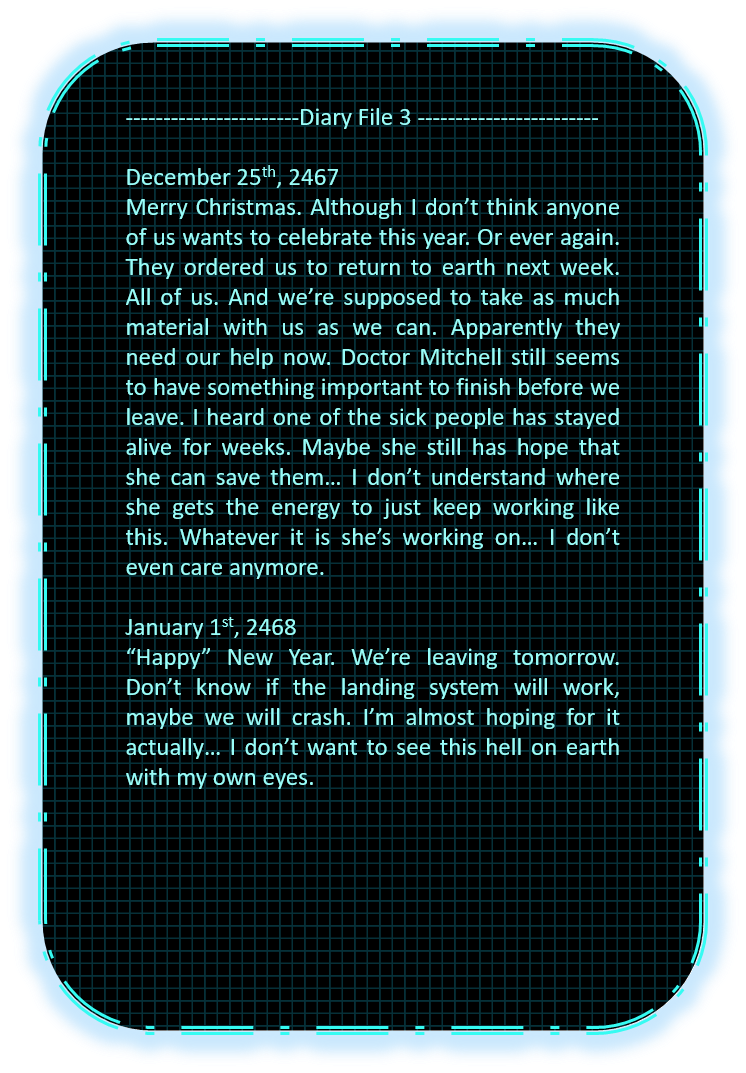 -----------------------Diary File 3 ------------------------
December 25th, 2467
Merry Christmas. Although I don’t think anyone
of us wants to celebrate this year. Or ever again.
They ordered us to return to earth next week.
All of us. And we’re supposed to take as much
material with us as we can. Apparently they
need our help now. Doctor Mitchell still seems
to have something important to finish before we
leave. I heard one of the sick people has stayed
alive for weeks. Maybe she still has hope that
she can save them… I don’t understand where
she gets the energy to just keep working like
this. Whatever it is she’s working on… I don’t
even care anymore.
January 1st, 2468
“Happy” New Year. We’re leaving tomorrow.
Don’t know if the landing system will work,
maybe we will crash. I’m almost hoping for it
actually… I don’t want to see this hell on earth
with my own eyes.